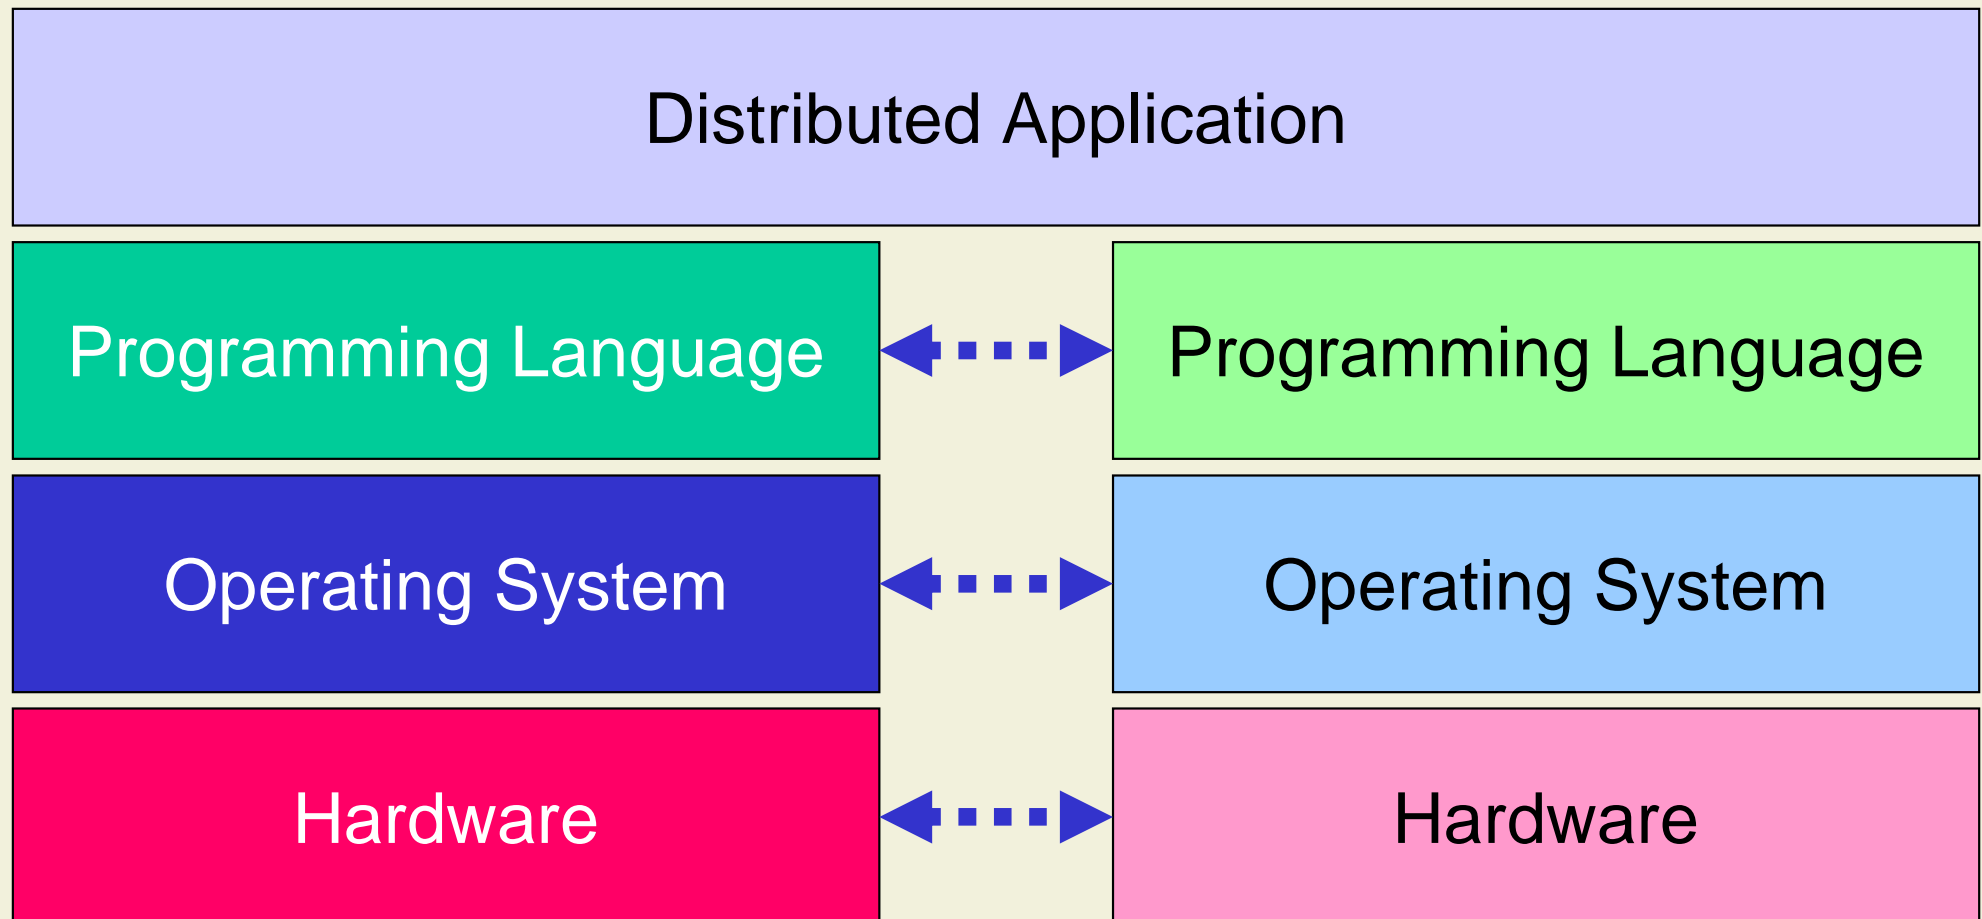 Distributed Application
Programming Language
Programming Language
Operating System
Operating System
Hardware
Hardware